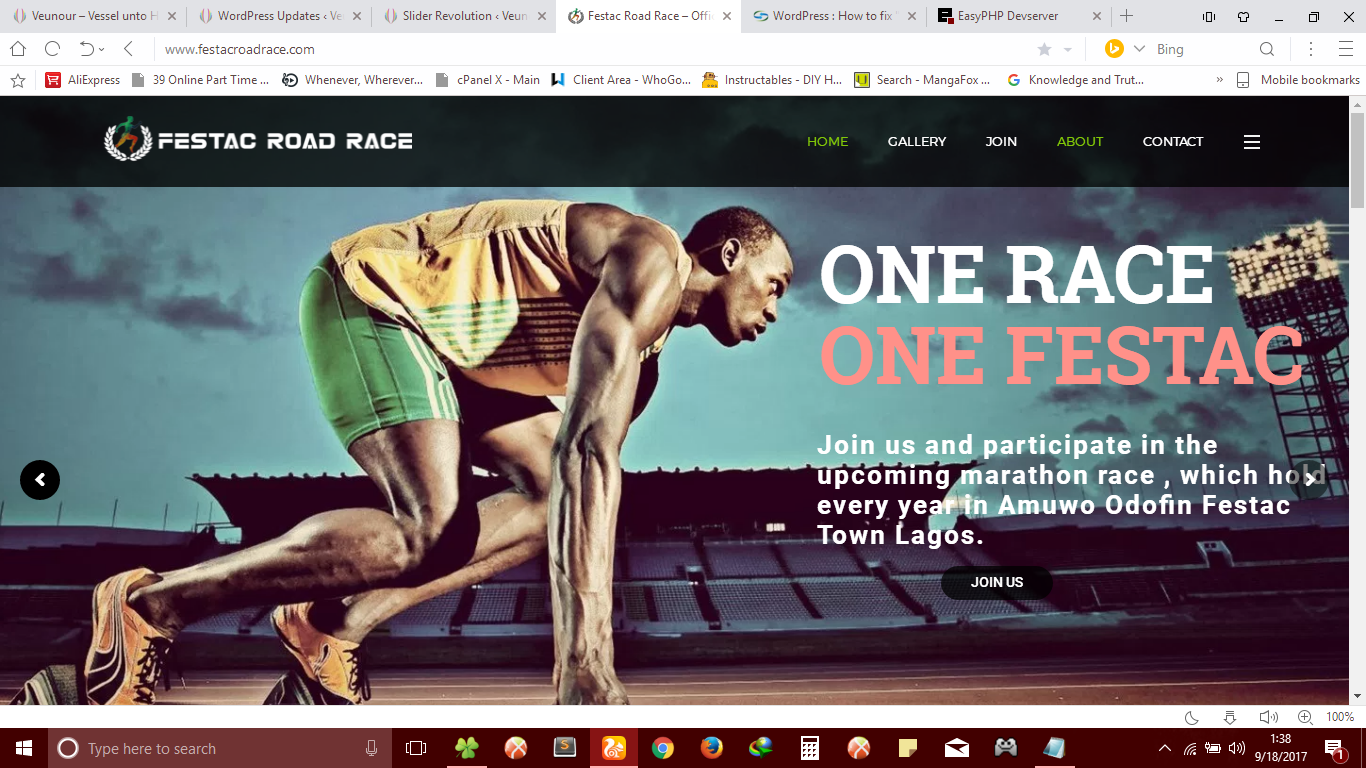 Veunour – Vessel unto H
WordPress Updates ‹ Ve
Slider Revolution ‹ Veun
Festac Road Race – Offi
WordPress : How to fix '
EasyPHP Devserver
www.festacroadrace.com
Bing
AliExpress
39 Online Part Time ...
Whenever, Wherever...
cPanel X - Main
Client Area - WhoGo...
Instructables - DIY H...
Search - MangaFox ...
Knowledge and Trut...
»
Mobile bookmarks
FESTAC ROAD RACE
HOME
GALLERY
JOIN
ABOUT
CONTACT
ONE RACE
ONE FESTAC
Join us and participate in the
upcoming marathon race , which hold
every year in Amuwo Odofin Festac
Town Lagos.
JOIN US
100%
Type here to search
1:38
9/18/2017
1